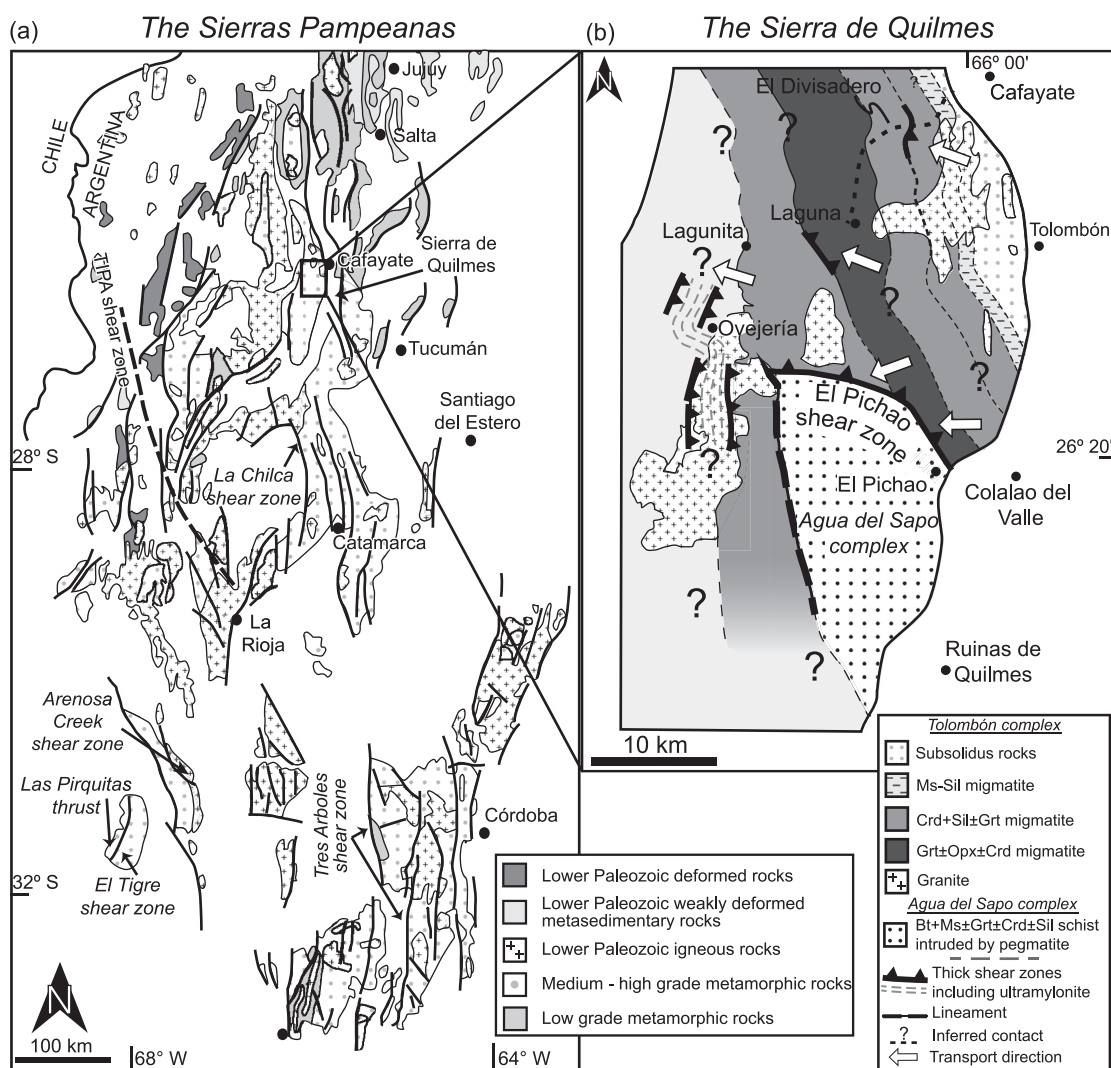 (a) The Sierras Pampeanas
Jujuy
Salta
CHILE
ARGENTINA
TIRA shear zone
Sierra de
Quilmes
Cafayate
Tucumán
Santiago
del Estero
28° S
La Chilca
shear zone
Catamarca
La
Rioja
Arenosa
Creek
shear zone
Las Pirquitas
thrust
El Tigre
shear zone
Tres Arboles
shear zone
Córdoba
32° S
N
100 km
68° W
64° W
Lower Paleozoic deformed rocks
Lower Paleozoic weakly deformed
metasedimentary rocks
Lower Paleozoic igneous rocks
Medium - high grade metamorphic rocks
Low grade metamorphic rocks
(b) The Sierra de Quilmes
N
66° 00'
Cafayate
El Divisadero
?
?
?
Laguna
Tolombón
Lagunita
?
?
Ovejería
?
El Pichao
shear zone
26° 20'
El Pichao
Colalao del
Valle
?
Agua del Sapo
complex
?
?
Ruinas de
Quilmes
10 km
Tolombón complex
Subsolidus rocks
Ms-Sil migmatite
Crd+Sil±Grt migmatite
Grt±Opx±Crd migmatite
Granite
Agua del Sapo complex
Bt+Ms±Grt±Crd±Sil schist
intruded by pegmatite
Thick shear zones
including ultramylonite
Lineament
? Inferred contact
Transport direction